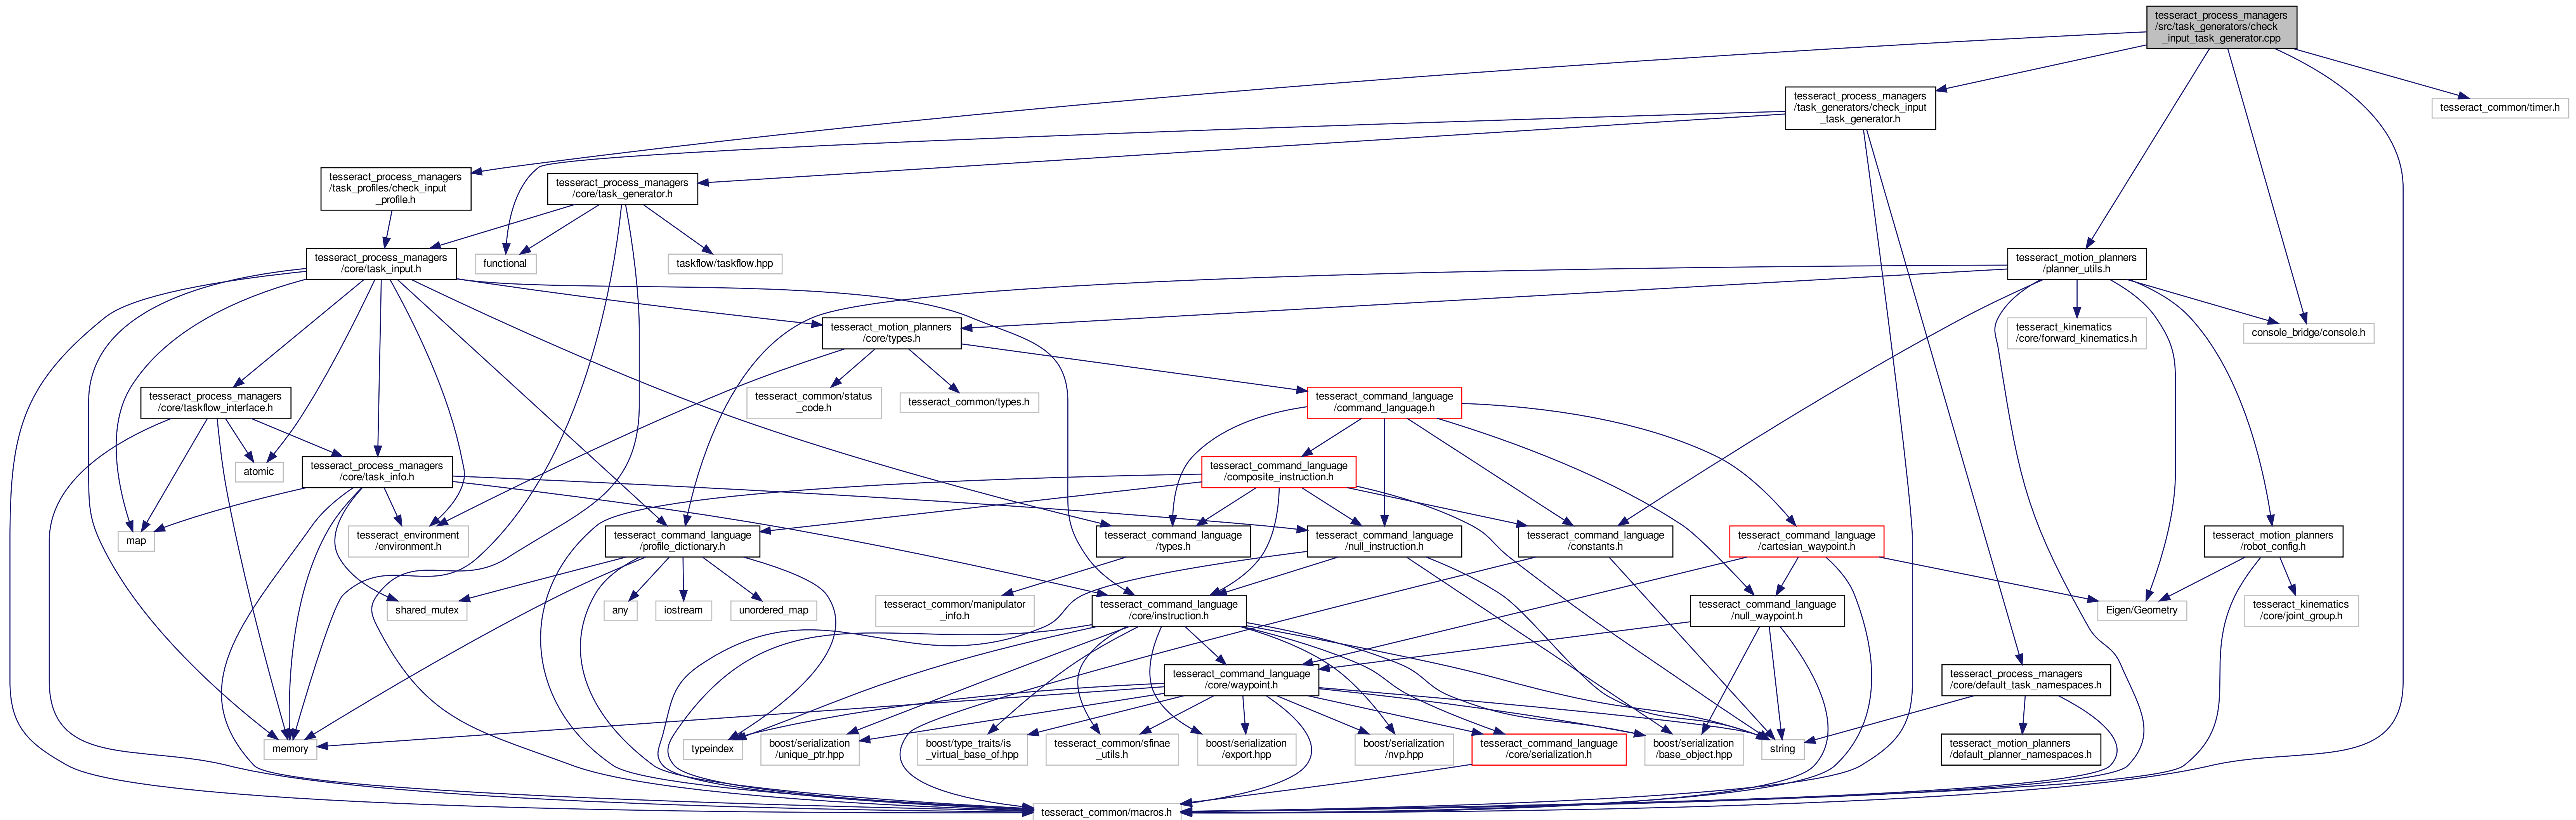 tesseract_process_managers
/src/task_generators/check
_input_task_generator.cpp
tesseract_process_managers
/task_generators/check_input
_task_generator.h
tesseract_common/timer.h
tesseract_process_managers
/task_profiles/check_input
_profile.h
tesseract_process_managers
/core/task_generator.h
tesseract_process_managers
/core/task_input.h
functional
taskflow/taskflow.hpp
tesseract_motion_planners
/planner_utils.h
tesseract_motion_planners
/core/types.h
tesseract_kinematics
/core/forward_kinematics.h
console_bridge/console.h
tesseract_process_managers
/core/taskflow_interface.h
tesseract_common/status
_code.h
tesseract_common/types.h
tesseract_command_language
/command_language.h
atomic
tesseract_process_managers
/core/task_info.h
tesseract_command_language
/composite_instruction.h
map
tesseract_environment
/environment.h
tesseract_command_language
/profile_dictionary.h
tesseract_command_language
/types.h
tesseract_command_language
/null_instruction.h
tesseract_command_language
/constants.h
tesseract_command_language
/cartesian_waypoint.h
tesseract_motion_planners
/robot_config.h
shared_mutex
any
iostream
unordered_map
tesseract_common/manipulator
_info.h
tesseract_command_language
/core/instruction.h
tesseract_command_language
/null_waypoint.h
Eigen/Geometry
tesseract_kinematics
/core/joint_group.h
tesseract_command_language
/core/waypoint.h
tesseract_process_managers
/core/default_task_namespaces.h
memory
typeindex
boost/serialization
/unique_ptr.hpp
boost/type_traits/is
_virtual_base_of.hpp
tesseract_common/sfinae
_utils.h
boost/serialization
/export.hpp
boost/serialization
/nvp.hpp
tesseract_command_language
/core/serialization.h
boost/serialization
/base_object.hpp
string
tesseract_motion_planners
/default_planner_namespaces.h
tesseract_common/macros.h